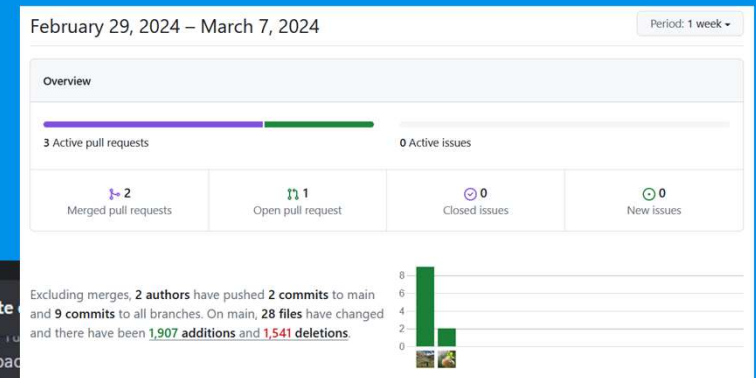 February 29, 2024 – March 7, 2024
Period: 1 week
Overview
3 Active pull requests
0 Active issues
2
Merged pull requests
1
Open pull request
0
Closed issues
0
New issues
Excluding merges, 2 authors have pushed 2 commits to main
and 9 commits to all branches. On main, 28 files have changed
and there have been 1,907 additions and 1,541 deletions.
8
6
4
2
0